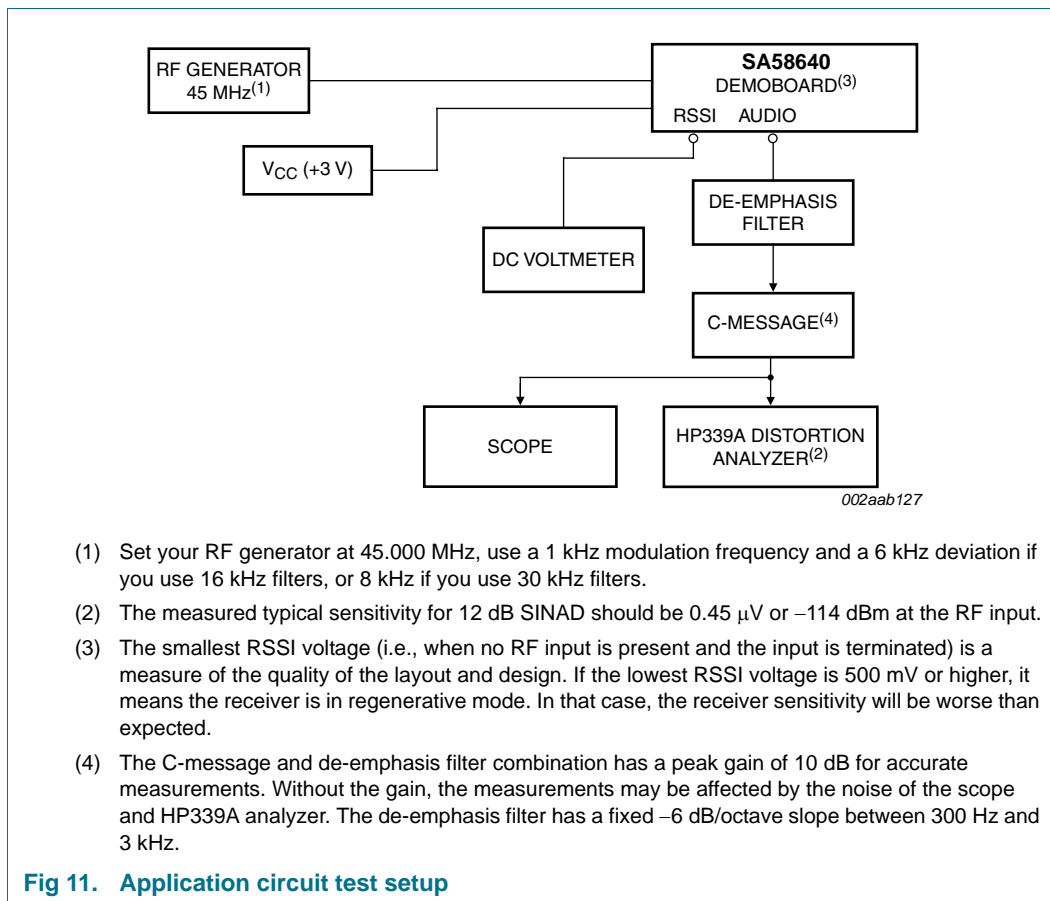 RF GENERATOR
45 MHz(1)
SA58640
DEMOBOARD(3)
RSSI AUDIO
VCC (+3 V)
DE-EMPHASIS
FILTER
DC VOLTMETER
C-MESSAGE(4)
SCOPE
HP339A DISTORTION
ANALYZER(2)
002aab127
(1) Set your RF generator at 45.000 MHz, use a 1 kHz modulation frequency and a 6 kHz deviation if
you use 16 kHz filters, or 8 kHz if you use 30 kHz filters.
(2) The measured typical sensitivity for 12 dB SINAD should be 0.45 μV or −114 dBm at the RF input.
(3) The smallest RSSI voltage (i.e., when no RF input is present and the input is terminated) is a
measure of the quality of the layout and design. If the lowest RSSI voltage is 500 mV or higher, it
means the receiver is in regenerative mode. In that case, the receiver sensitivity will be worse than
expected.
(4) The C-message and de-emphasis filter combination has a peak gain of 10 dB for accurate
measurements. Without the gain, the measurements may be affected by the noise of the scope
and HP339A analyzer. The de-emphasis filter has a fixed −6 dB/octave slope between 300 Hz and
3 kHz.
Fig 11. Application circuit test setup